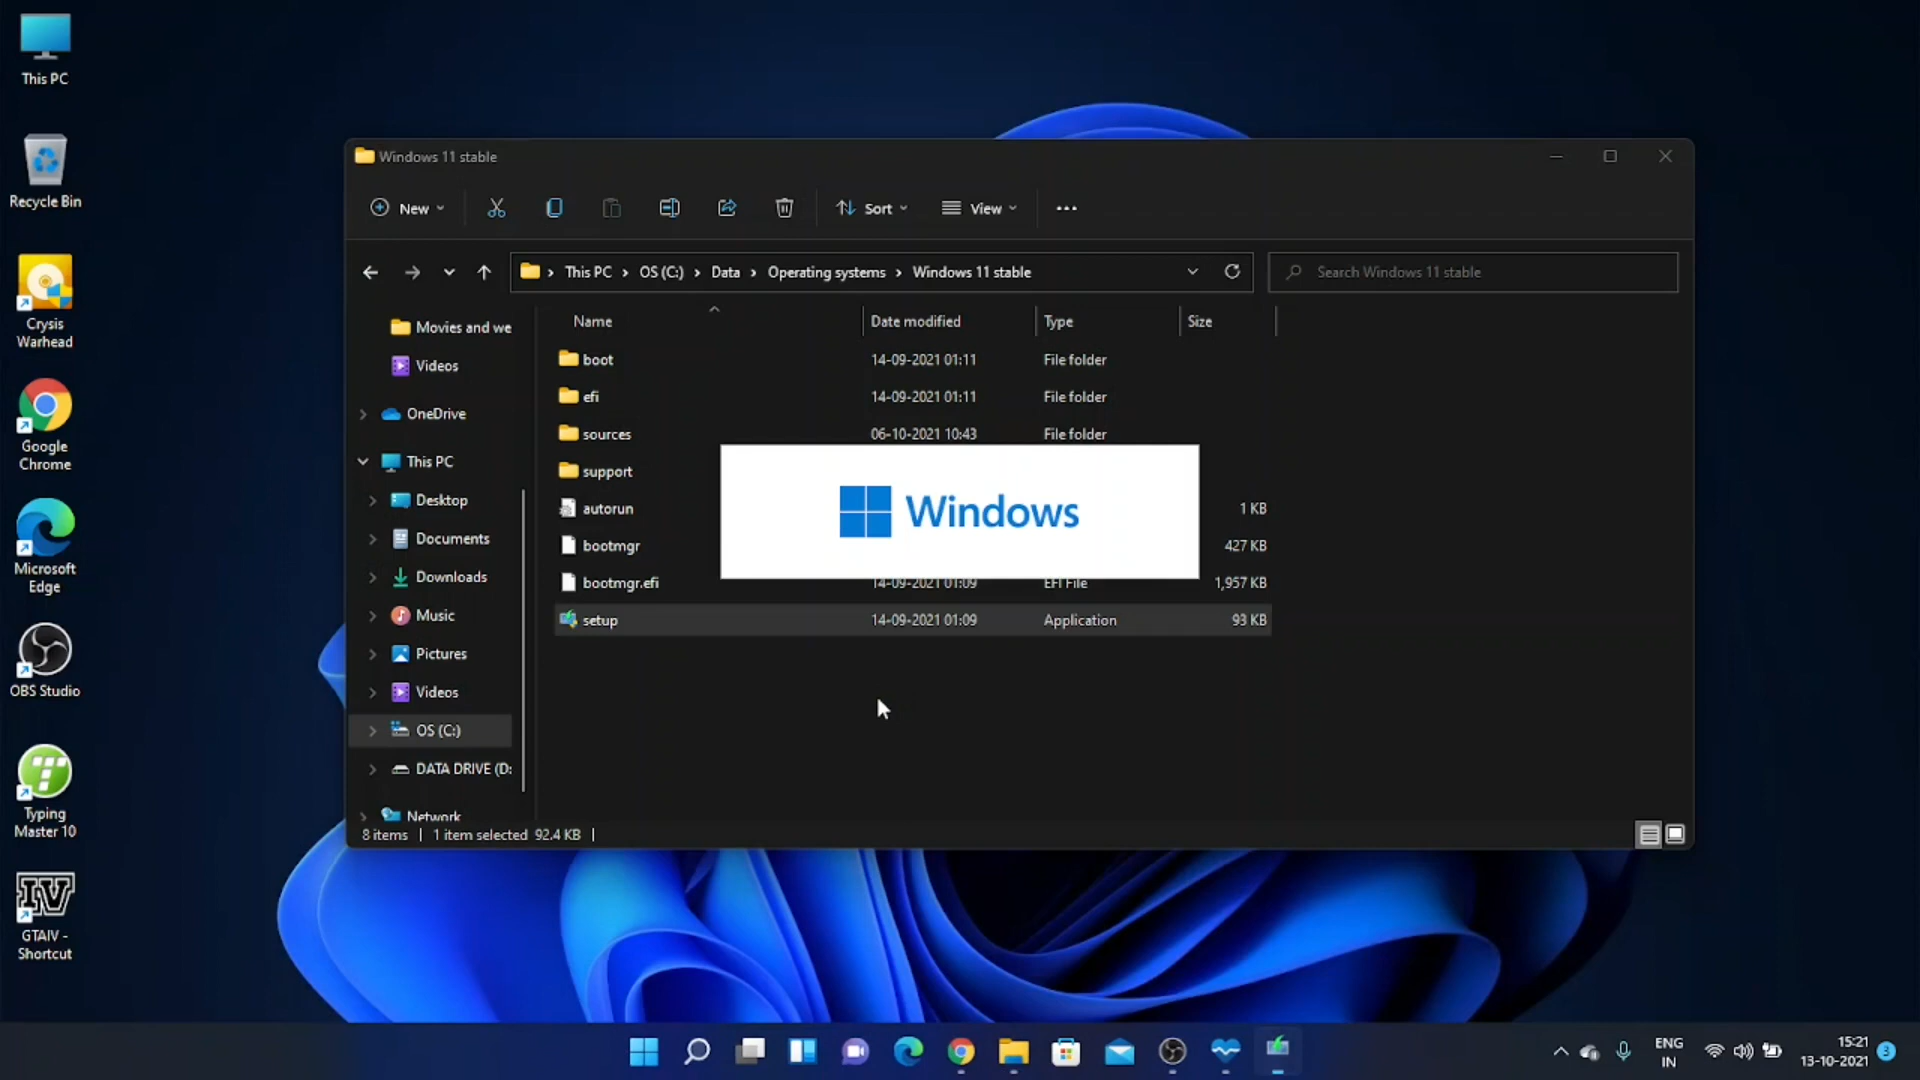 This PC
Recycle Bin
Crysis
Warhead
Google
Chrome
Microsoft
Edge
OBS Studio
Typing
Master 10
GTAIV -
Shortcut
Windows 11 stable
New
Sort
View
This PC > OS (C:) > Data > Operating systems > Windows 11 stable
Search Windows 11 stable
Movies and we
Videos
OneDrive
This PC
Desktop
Documents
Downloads
Music
Pictures
Videos
OS (C:)
DATA DRIVE (D:
Network
Name Date modified Type Size
boot 14-09-2021 01:11 File folder
efi 14-09-2021 01:11 File folder
sources 06-10-2021 10:43 File folder
support
autorun 1 KB
bootmgr 427 KB
bootmgr.efi 14-09-2021 01:09 EFI File 1,957 KB
setup 14-09-2021 01:09 Application 93 KB
Windows
8 items | 1 item selected 92.4 KB |
ENG
IN
15:21
13-10-2021
3